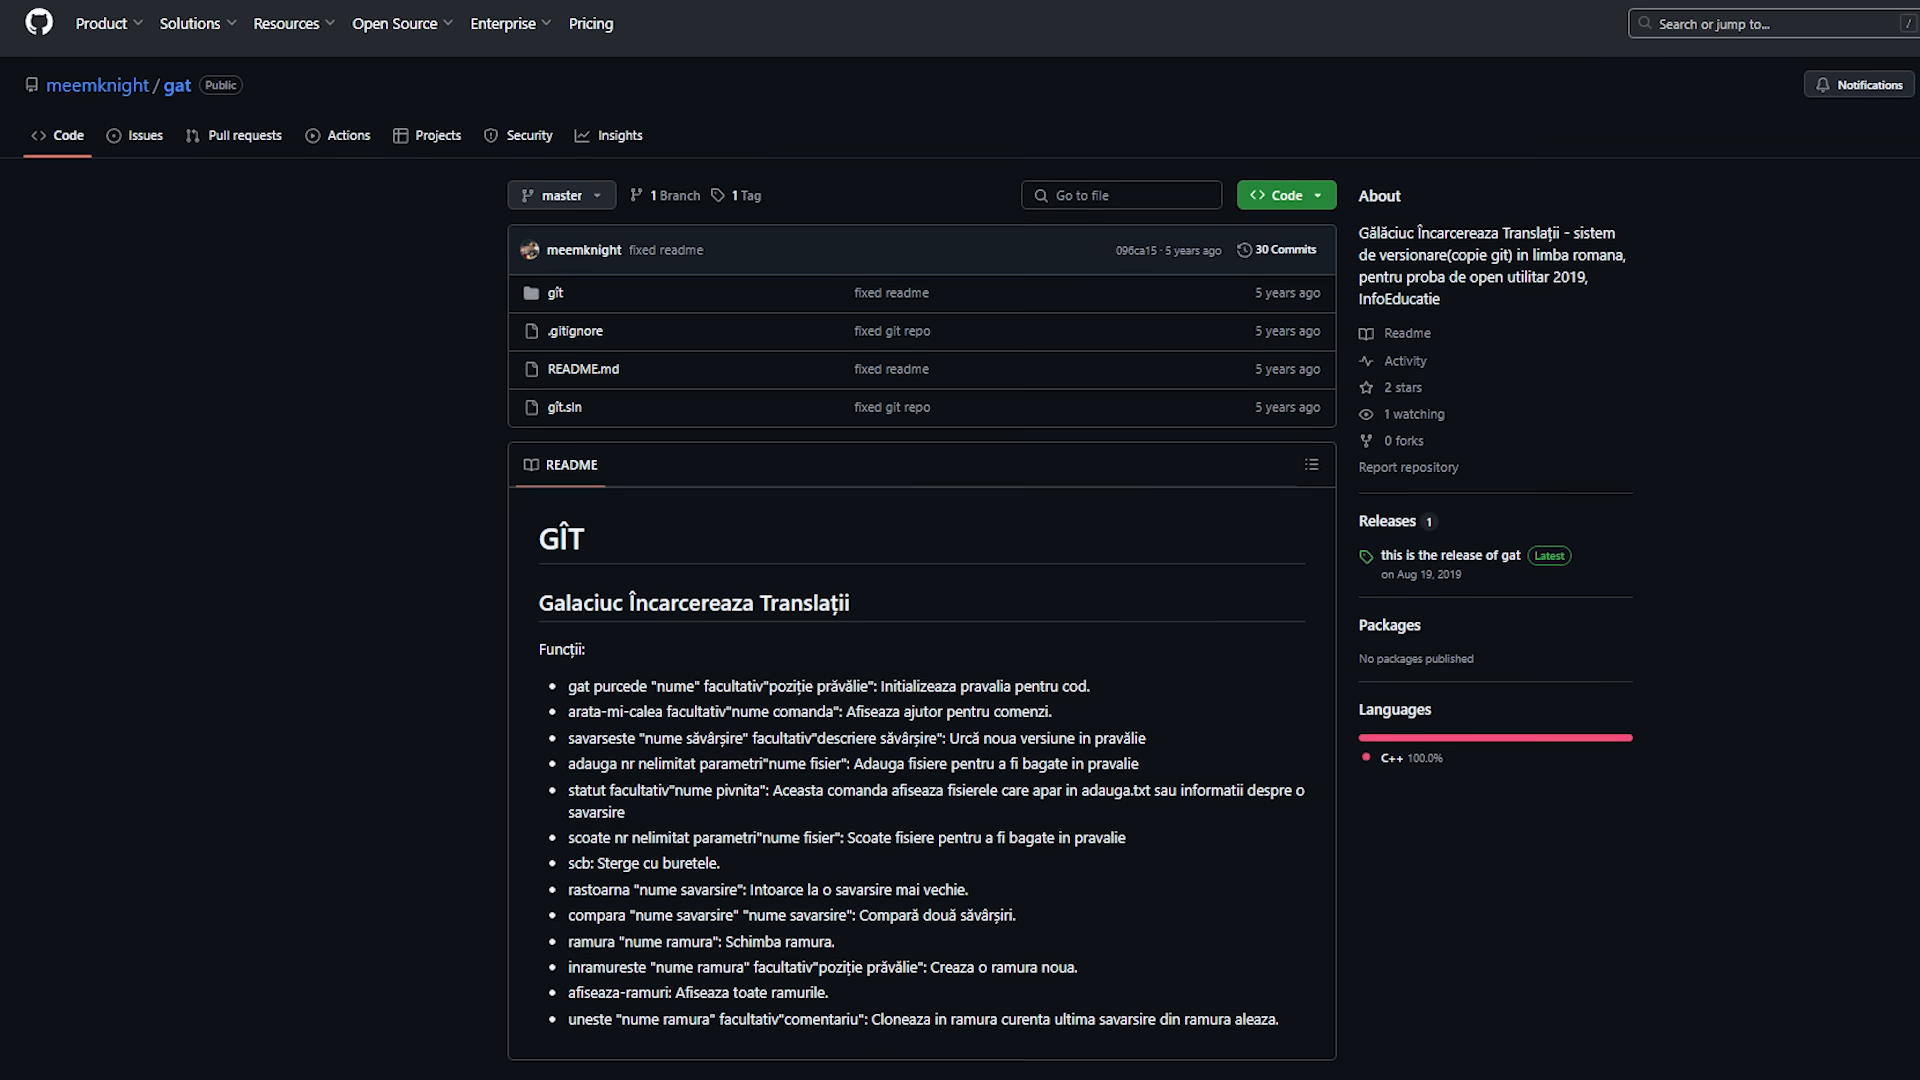 Product Solutions Resources Open Source Enterprise Pricing
Search or jump to... /
meemknight / gat Public
Notifications
Code Issues Pull requests Actions Projects Security Insights
master 1 Branch 1 Tag
Go to file
Code
meemknight fixed readme
096ca15 · 5 years ago 30 Commits
gît fixed readme 5 years ago
.gitignore fixed git repo 5 years ago
README.md fixed readme 5 years ago
gît.sln fixed git repo 5 years ago
README
GÎT
Galaciuc Încarcereaza Translații
Funcții:
gat purcede "nume" facultativ"poziție prăvălie": Initializeaza pravalia pentru cod.
arata-mi-calea facultativ"nume comanda": Afiseaza ajutor pentru comenzi.
savarseste "nume săvârșire" facultativ"descriere săvârșire": Urcă noua versiune in pravălie
adauga nr nelimitat parametri"nume fisier": Adauga fisiere pentru a fi bagate in pravalie
statut facultativ"nume pivnita": Aceasta comanda afiseaza fisierele care apar in adauga.txt sau informatii despre o
savarsire
scoate nr nelimitat parametri"nume fisier": Scoate fisiere pentru a fi bagate in pravalie
scb: Sterge cu buretele.
rastoarna "nume savarsire": Intoarce la o savarsire mai vechie.
compara "nume savarsire" "nume savarsire": Compară două săvârșiri.
ramura "nume ramura": Schimba ramura.
inramureste "nume ramura" facultativ"poziție prăvălie": Creaza o ramura noua.
afiseaza-ramuri: Afiseaza toate ramurile.
uneste "nume ramura" facultativ"comentariu": Cloneaza in ramura curenta ultima savarsire din ramura aleaza.
About
Gălăciuc Încarcereaza Translații - sistem
de versionare(copie git) in limba romana,
pentru proba de open utilitar 2019,
InfoEducatie
Readme
Activity
2 stars
1 watching
0 forks
Report repository
Releases 1
this is the release of gat Latest
on Aug 19, 2019
Packages
No packages published
Languages
C++ 100.0%